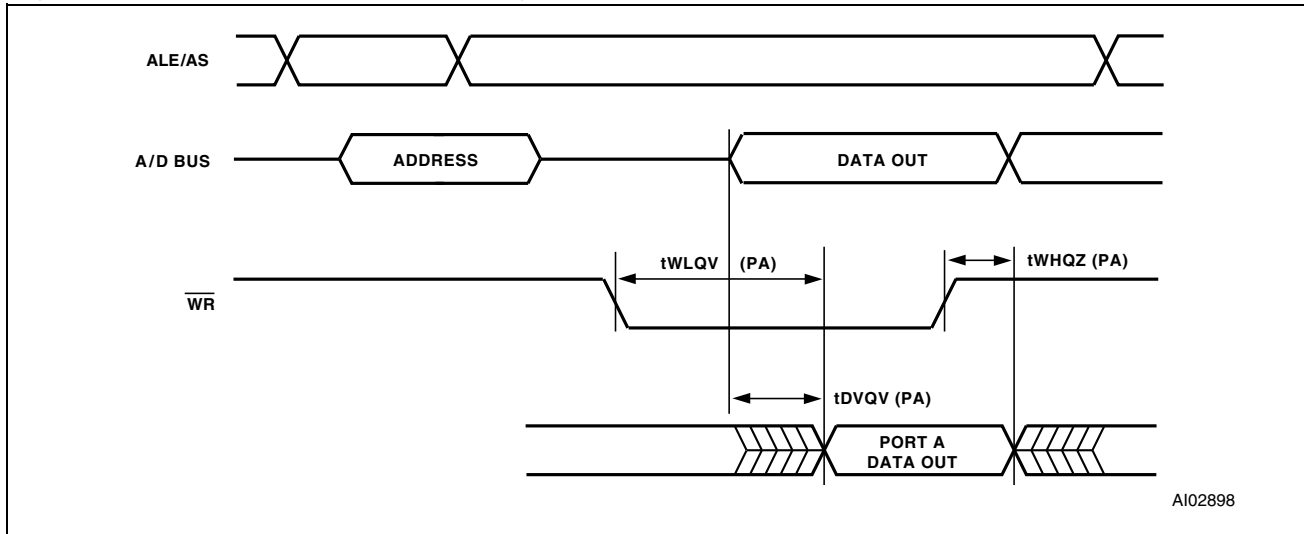 ALE/AS
A/D BUS
ADDRESS
DATA OUT
tWLQV (PA)
tWHQZ (PA)
WR
tDVQV (PA)
PORT A
DATA OUT
AI02898